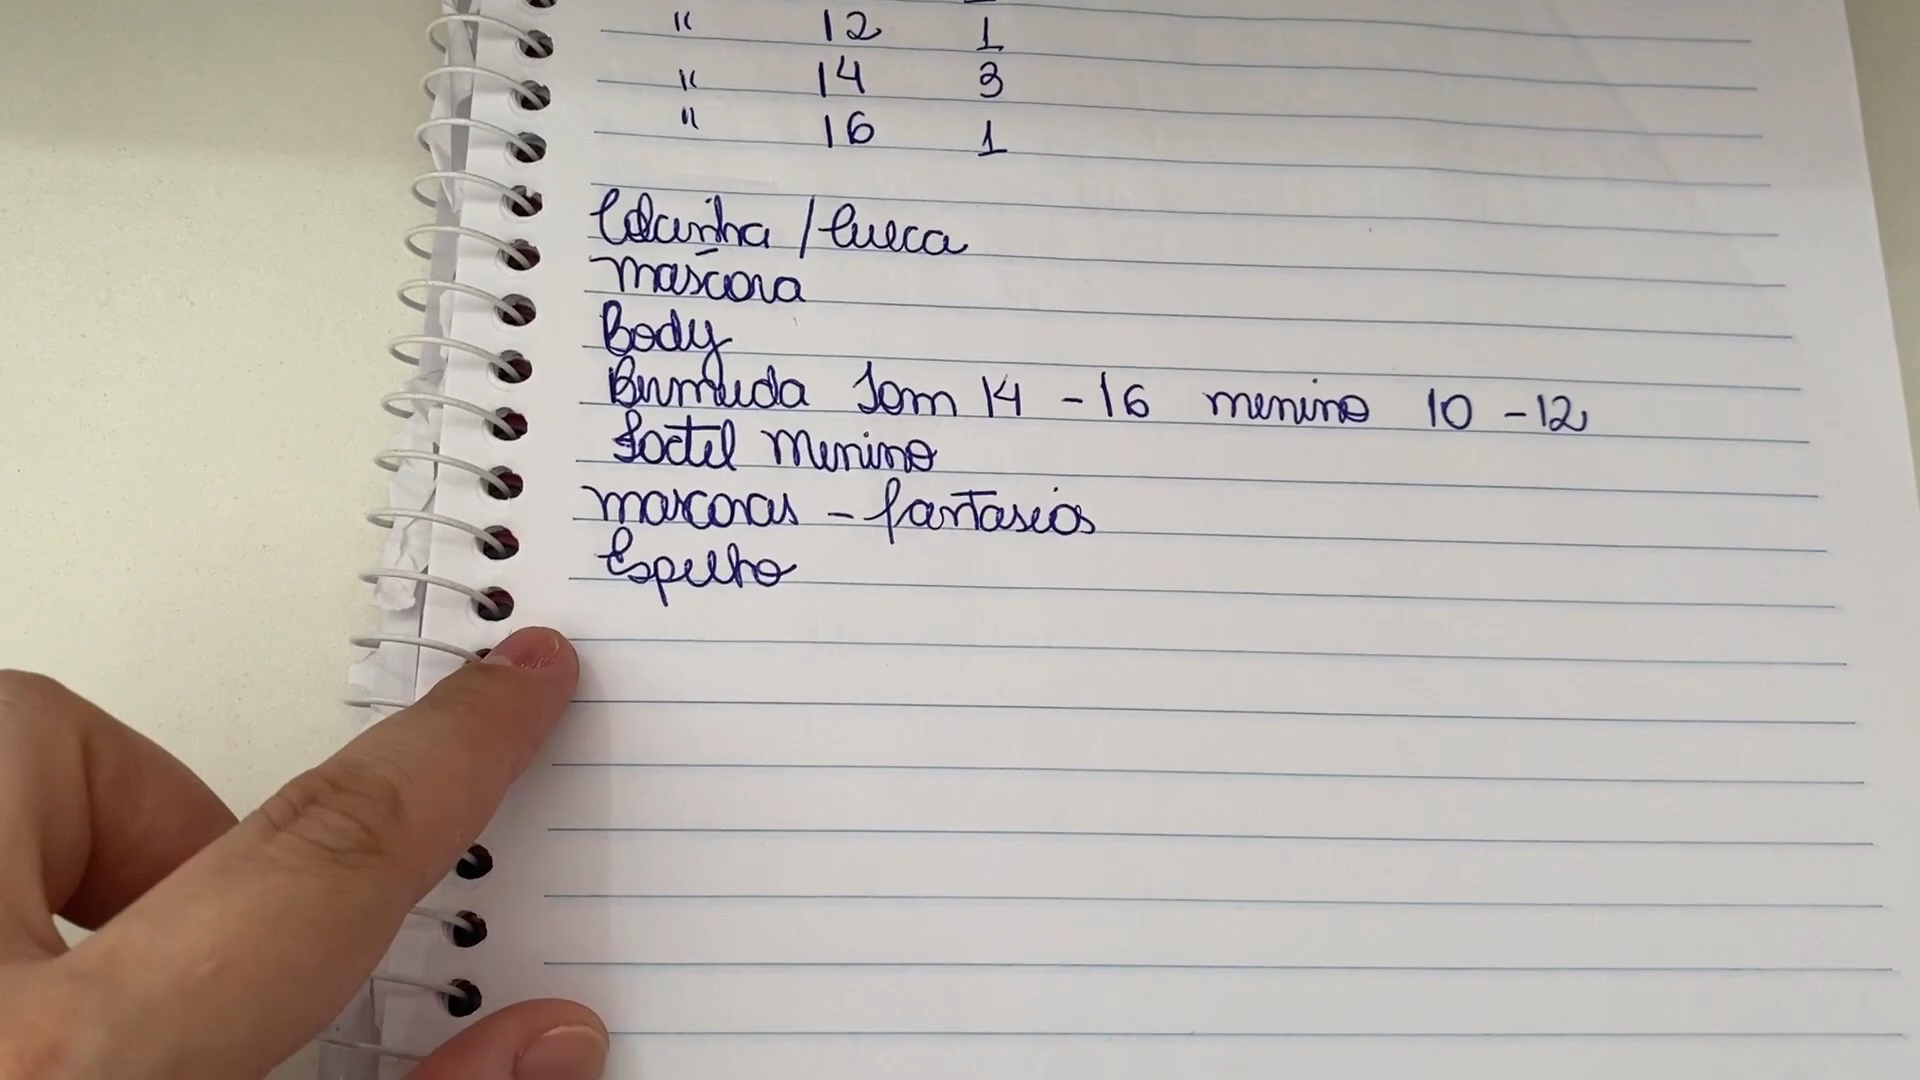 " 12 1
" 14 3
" 16 1
Calcinha / Cueca
mascara
Body
Bermuda Jom 14 - 16 menino 10 - 12
Soctel Menino
mascaras - fantasias
Espelho